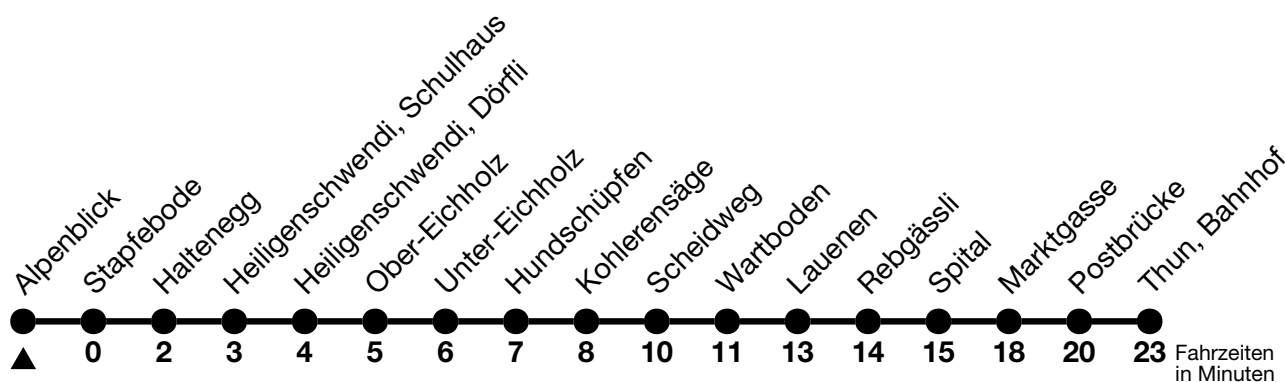 Alpenblick
Stapfebode
Haltenegg
Heiligenschwendi, Schulhaus
Heiligenschwendi, Dörfli
Ober-Eichholz
Unter-Eichholz
Hundschüpfen
Kohlerensäge
Scheidweg
Wartboden
Lauenen
Rebgässli
Spital
Marktgasse
Postbrücke
Thun, Bahnhof
0 2 3 4 5 6 7 8 10 11 13 14 15 18 20 23 Fahrzeiten
in Minuten